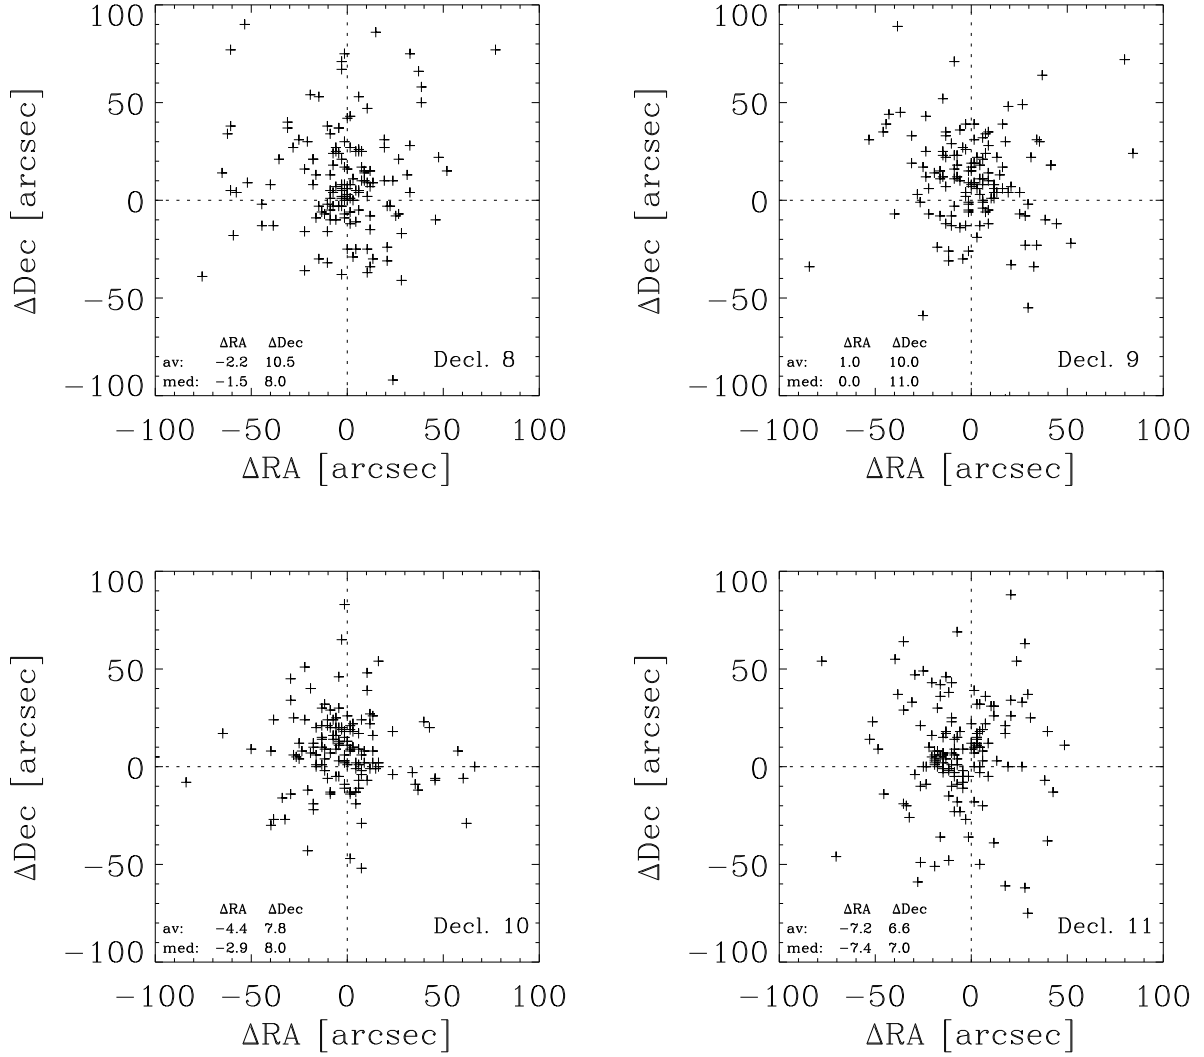 100
50
0
−50
−100
ΔDec [arcsec]
ΔRA ΔDec
av: −2.2 10.5
med: −1.5 8.0
Decl. 8
−100 −50 0 50 100
ΔRA [arcsec]
100
50
0
−50
−100
ΔDec [arcsec]
ΔRA ΔDec
av: 1.0 10.0
med: 0.0 11.0
Decl. 9
−100 −50 0 50 100
ΔRA [arcsec]
100
50
0
−50
−100
ΔDec [arcsec]
ΔRA ΔDec
av: −4.4 7.8
med: −2.9 8.0
Decl. 10
−100 −50 0 50 100
ΔRA [arcsec]
100
50
0
−50
−100
ΔDec [arcsec]
ΔRA ΔDec
av: −7.2 6.6
med: −7.4 7.0
Decl. 11
−100 −50 0 50 100
ΔRA [arcsec]